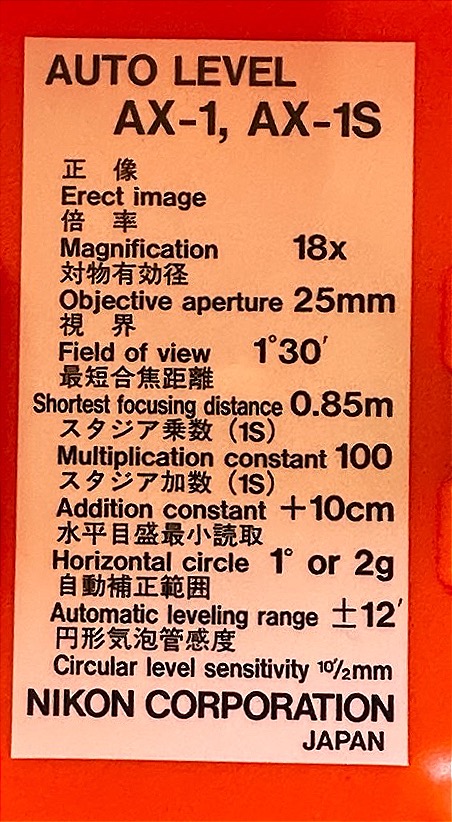 AUTO LEVEL
AX-1, AX-1S
正 像
Erect image
倍 率
Magnification 18x
対物有効径
Objective aperture 25mm
視 界
Field of view 1°30′
最短合焦距離
Shortest focusing distance 0.85m
スタジア乗数(1S)
Multiplication constant 100
スタジア加数(1S)
Addition constant +10cm
水平目盛最小読取
Horizontal circle 1° or 2g
自動補正範囲
Automatic leveling range ±12′
円形気泡管感度
Circular level sensitivity 10′/2mm
NIKON CORPORATION
JAPAN